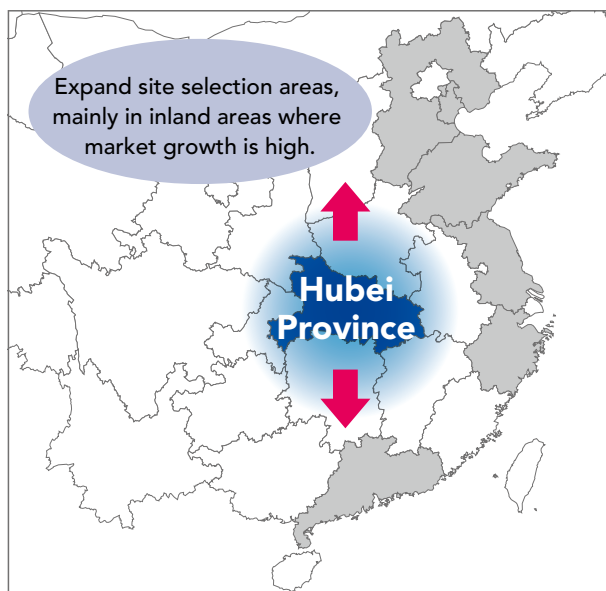 Expand site selection areas,
mainly in inland areas where
market growth is high.
Hubei
Province